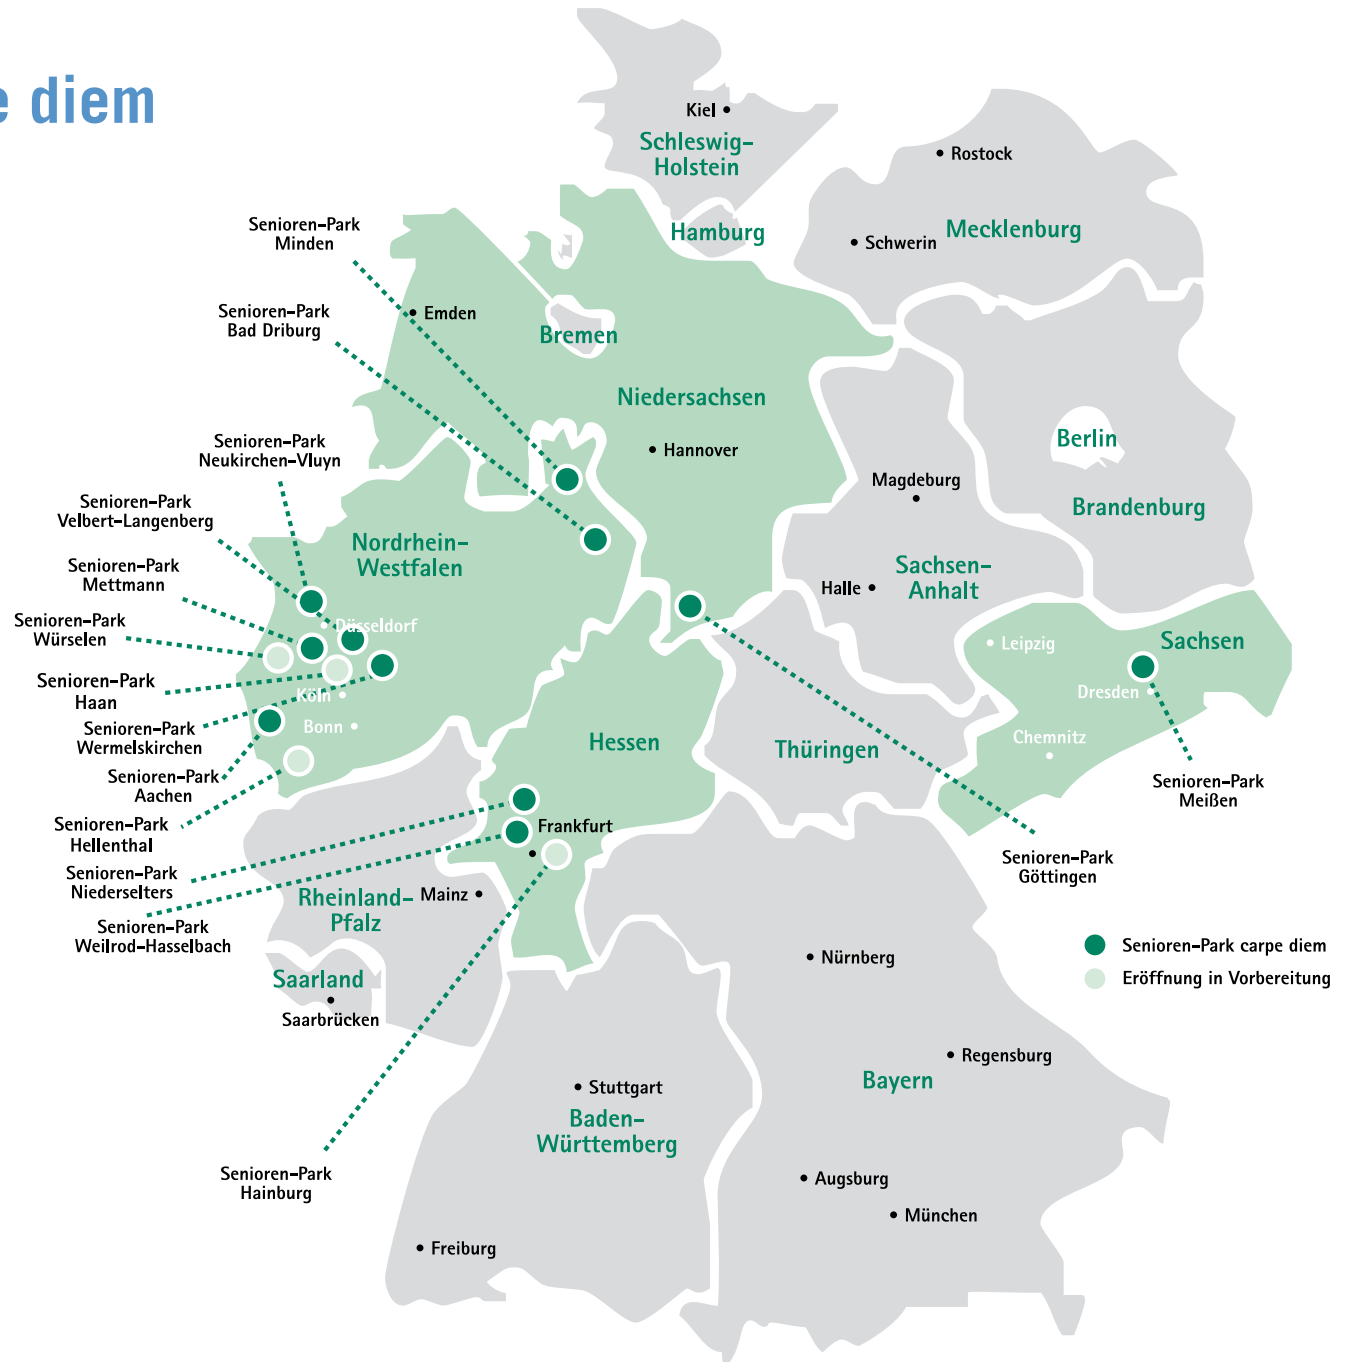 e diem
Kiel
Schleswig-
Holstein
Rostock
Hamburg
Mecklenburg
Schwerin
Senioren-Park
Minden
Senioren-Park
Bad Driburg
Emden
Bremen
Niedersachsen
Hannover
Berlin
Brandenburg
Magdeburg
Sachsen-
Anhalt
Halle
Senioren-Park
Neukirchen-Vluyn
Senioren-Park
Velbert-Langenberg
Nordrhein-
Westfalen
Senioren-Park
Mettmann
Senioren-Park
Würselen
Düsseldorf
Senioren-Park
Haan
Köln
Senioren-Park
Wermelskirchen
Bonn
Senioren-Park
Aachen
Senioren-Park
Hellenthal
Senioren-Park
Niederselters
Senioren-Park
Weilrod-Hasselbach
Hessen
Thüringen
Leipzig
Sachsen
Dresden
Chemnitz
Senioren-Park
Meißen
Frankfurt
Senioren-Park
Göttingen
Rheinland-
Pfalz
Mainz
Saarland
Saarbrücken
Nürnberg
Senioren-Park carpe diem
Eröffnung in Vorbereitung
Regensburg
Bayern
Stuttgart
Baden-
Württemberg
Senioren-Park
Hainburg
Augsburg
München
Freiburg